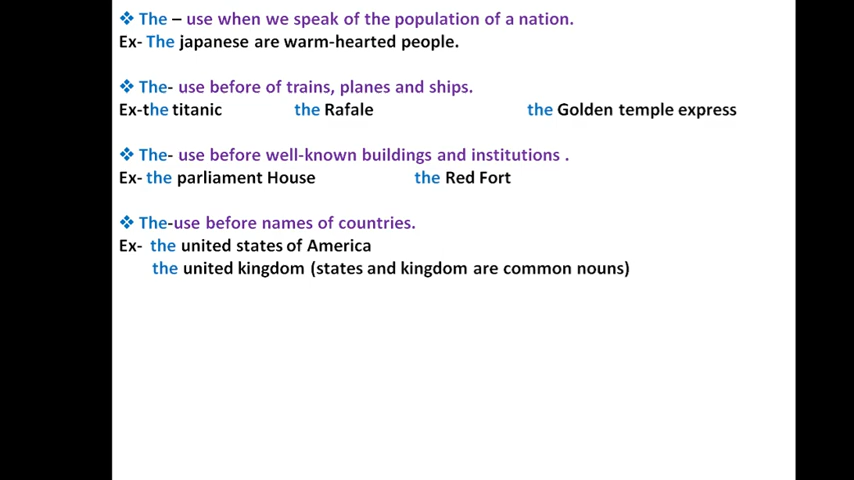 ❖ The – use when we speak of the population of a nation.
Ex- The japanese are warm-hearted people.
❖ The- use before of trains, planes and ships.
Ex-the titanic the Rafale the Golden temple express
❖ The- use before well-known buildings and institutions .
Ex- the parliament House the Red Fort
❖ The-use before names of countries.
Ex- the united states of America
the united kingdom (states and kingdom are common nouns)